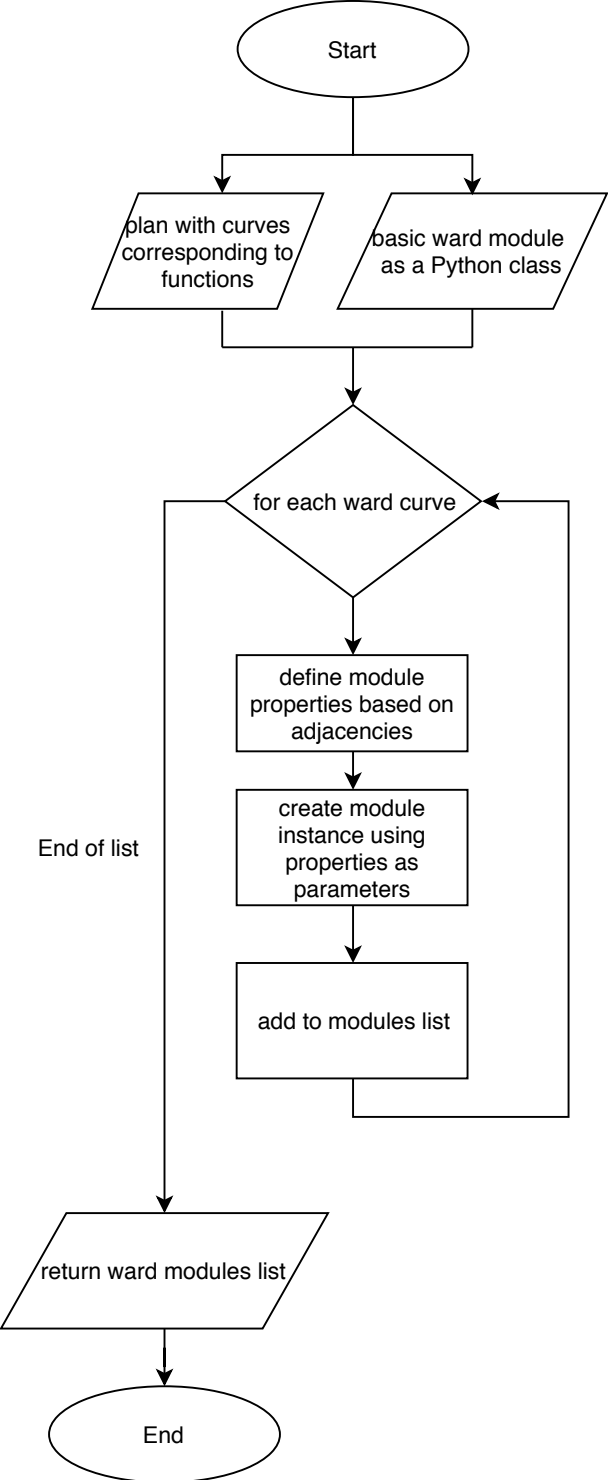 Start
plan with curves
corresponding to
functions
basic ward module
as a Python class
for each ward curve
define module
properties based on
adjacencies
create module
instance using
properties as
parameters
End of list
add to modules list
return ward modules list
End